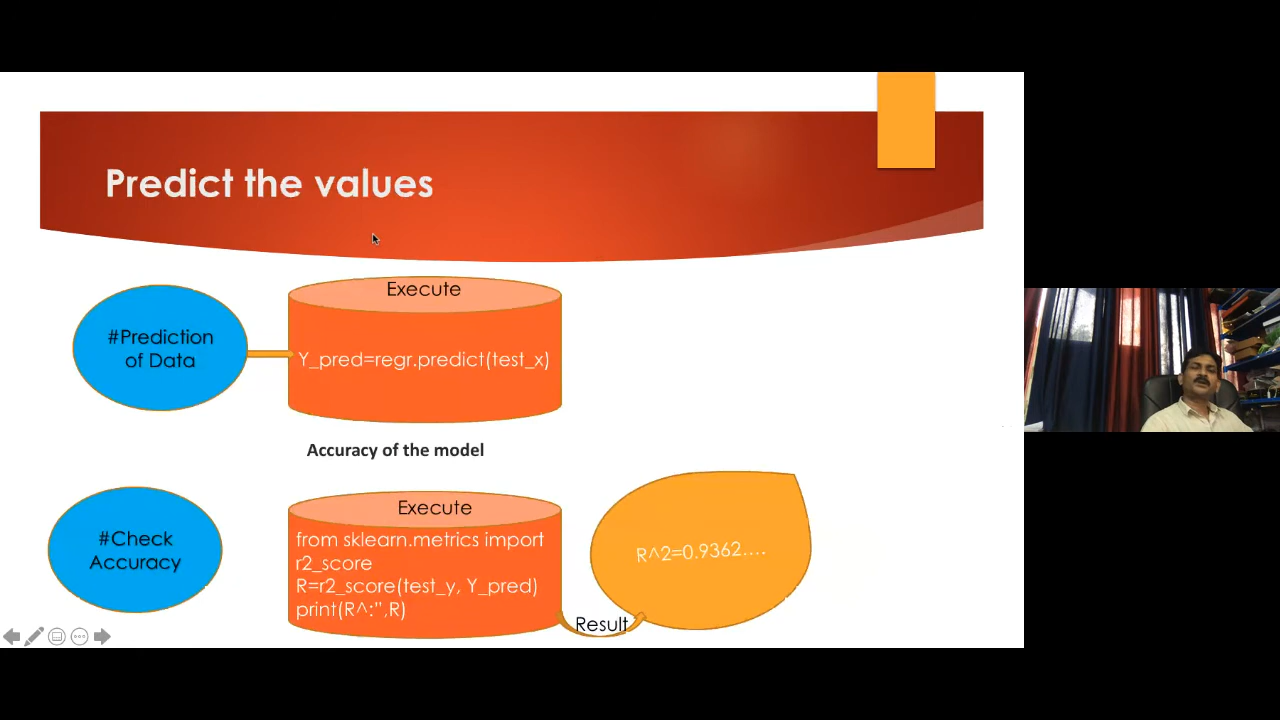 Predict the values
#Prediction
of Data
Execute
Y_pred=regr.predict(test_x)
Accuracy of the model
#Check
Accuracy
Execute
from sklearn.metrics import
r2_score
R=r2_score(test_y, Y_pred)
print(R^:”,R)
Result
R^2=0.9362....